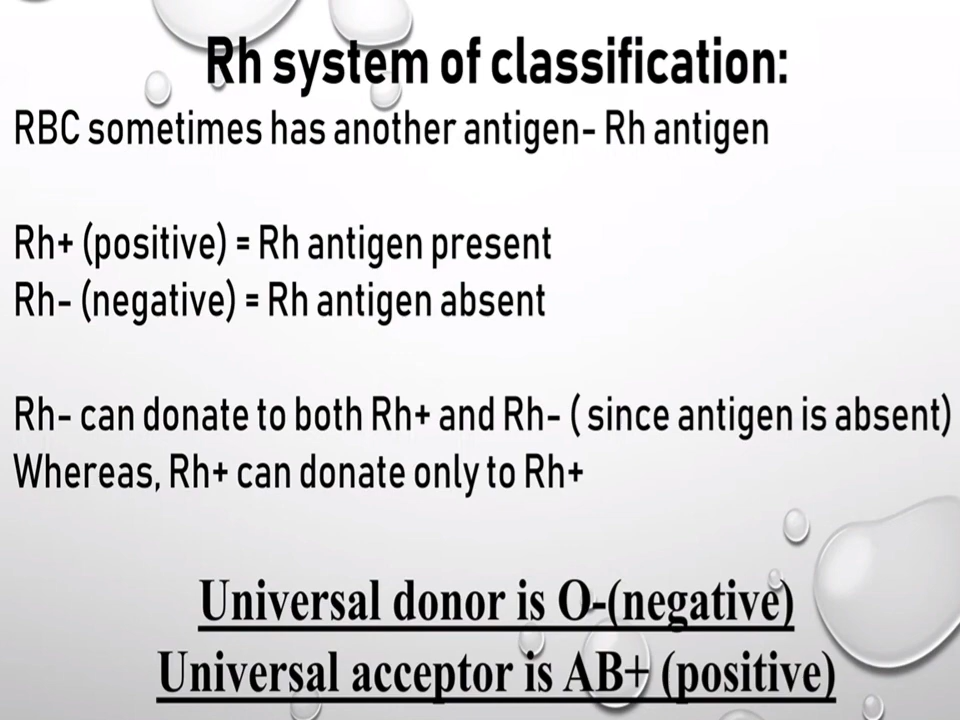 Rh system of classification:
RBC sometimes has another antigen- Rh antigen
Rh+ (positive) = Rh antigen present
Rh- (negative) = Rh antigen absent
Rh- can donate to both Rh+ and Rh- ( since antigen is absent)
Whereas, Rh+ can donate only to Rh+
Universal donor is O-(negative)
Universal acceptor is AB+ (positive)